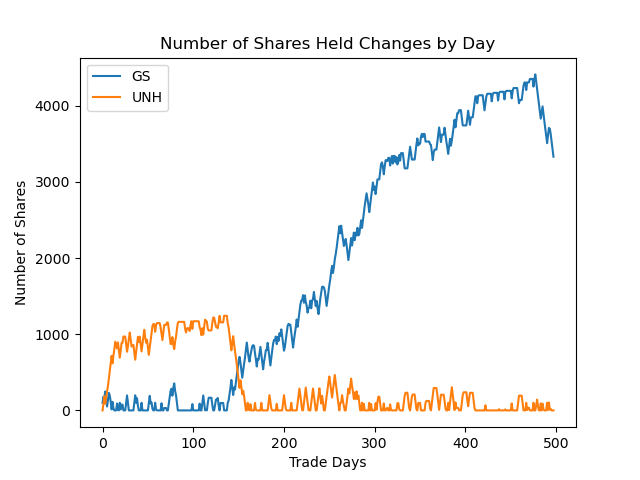 Number of Shares Held Changes by Day
GS
UNH
Number of Shares
4000
3000
2000
1000
0
0 100 200 300 400 500
Trade Days